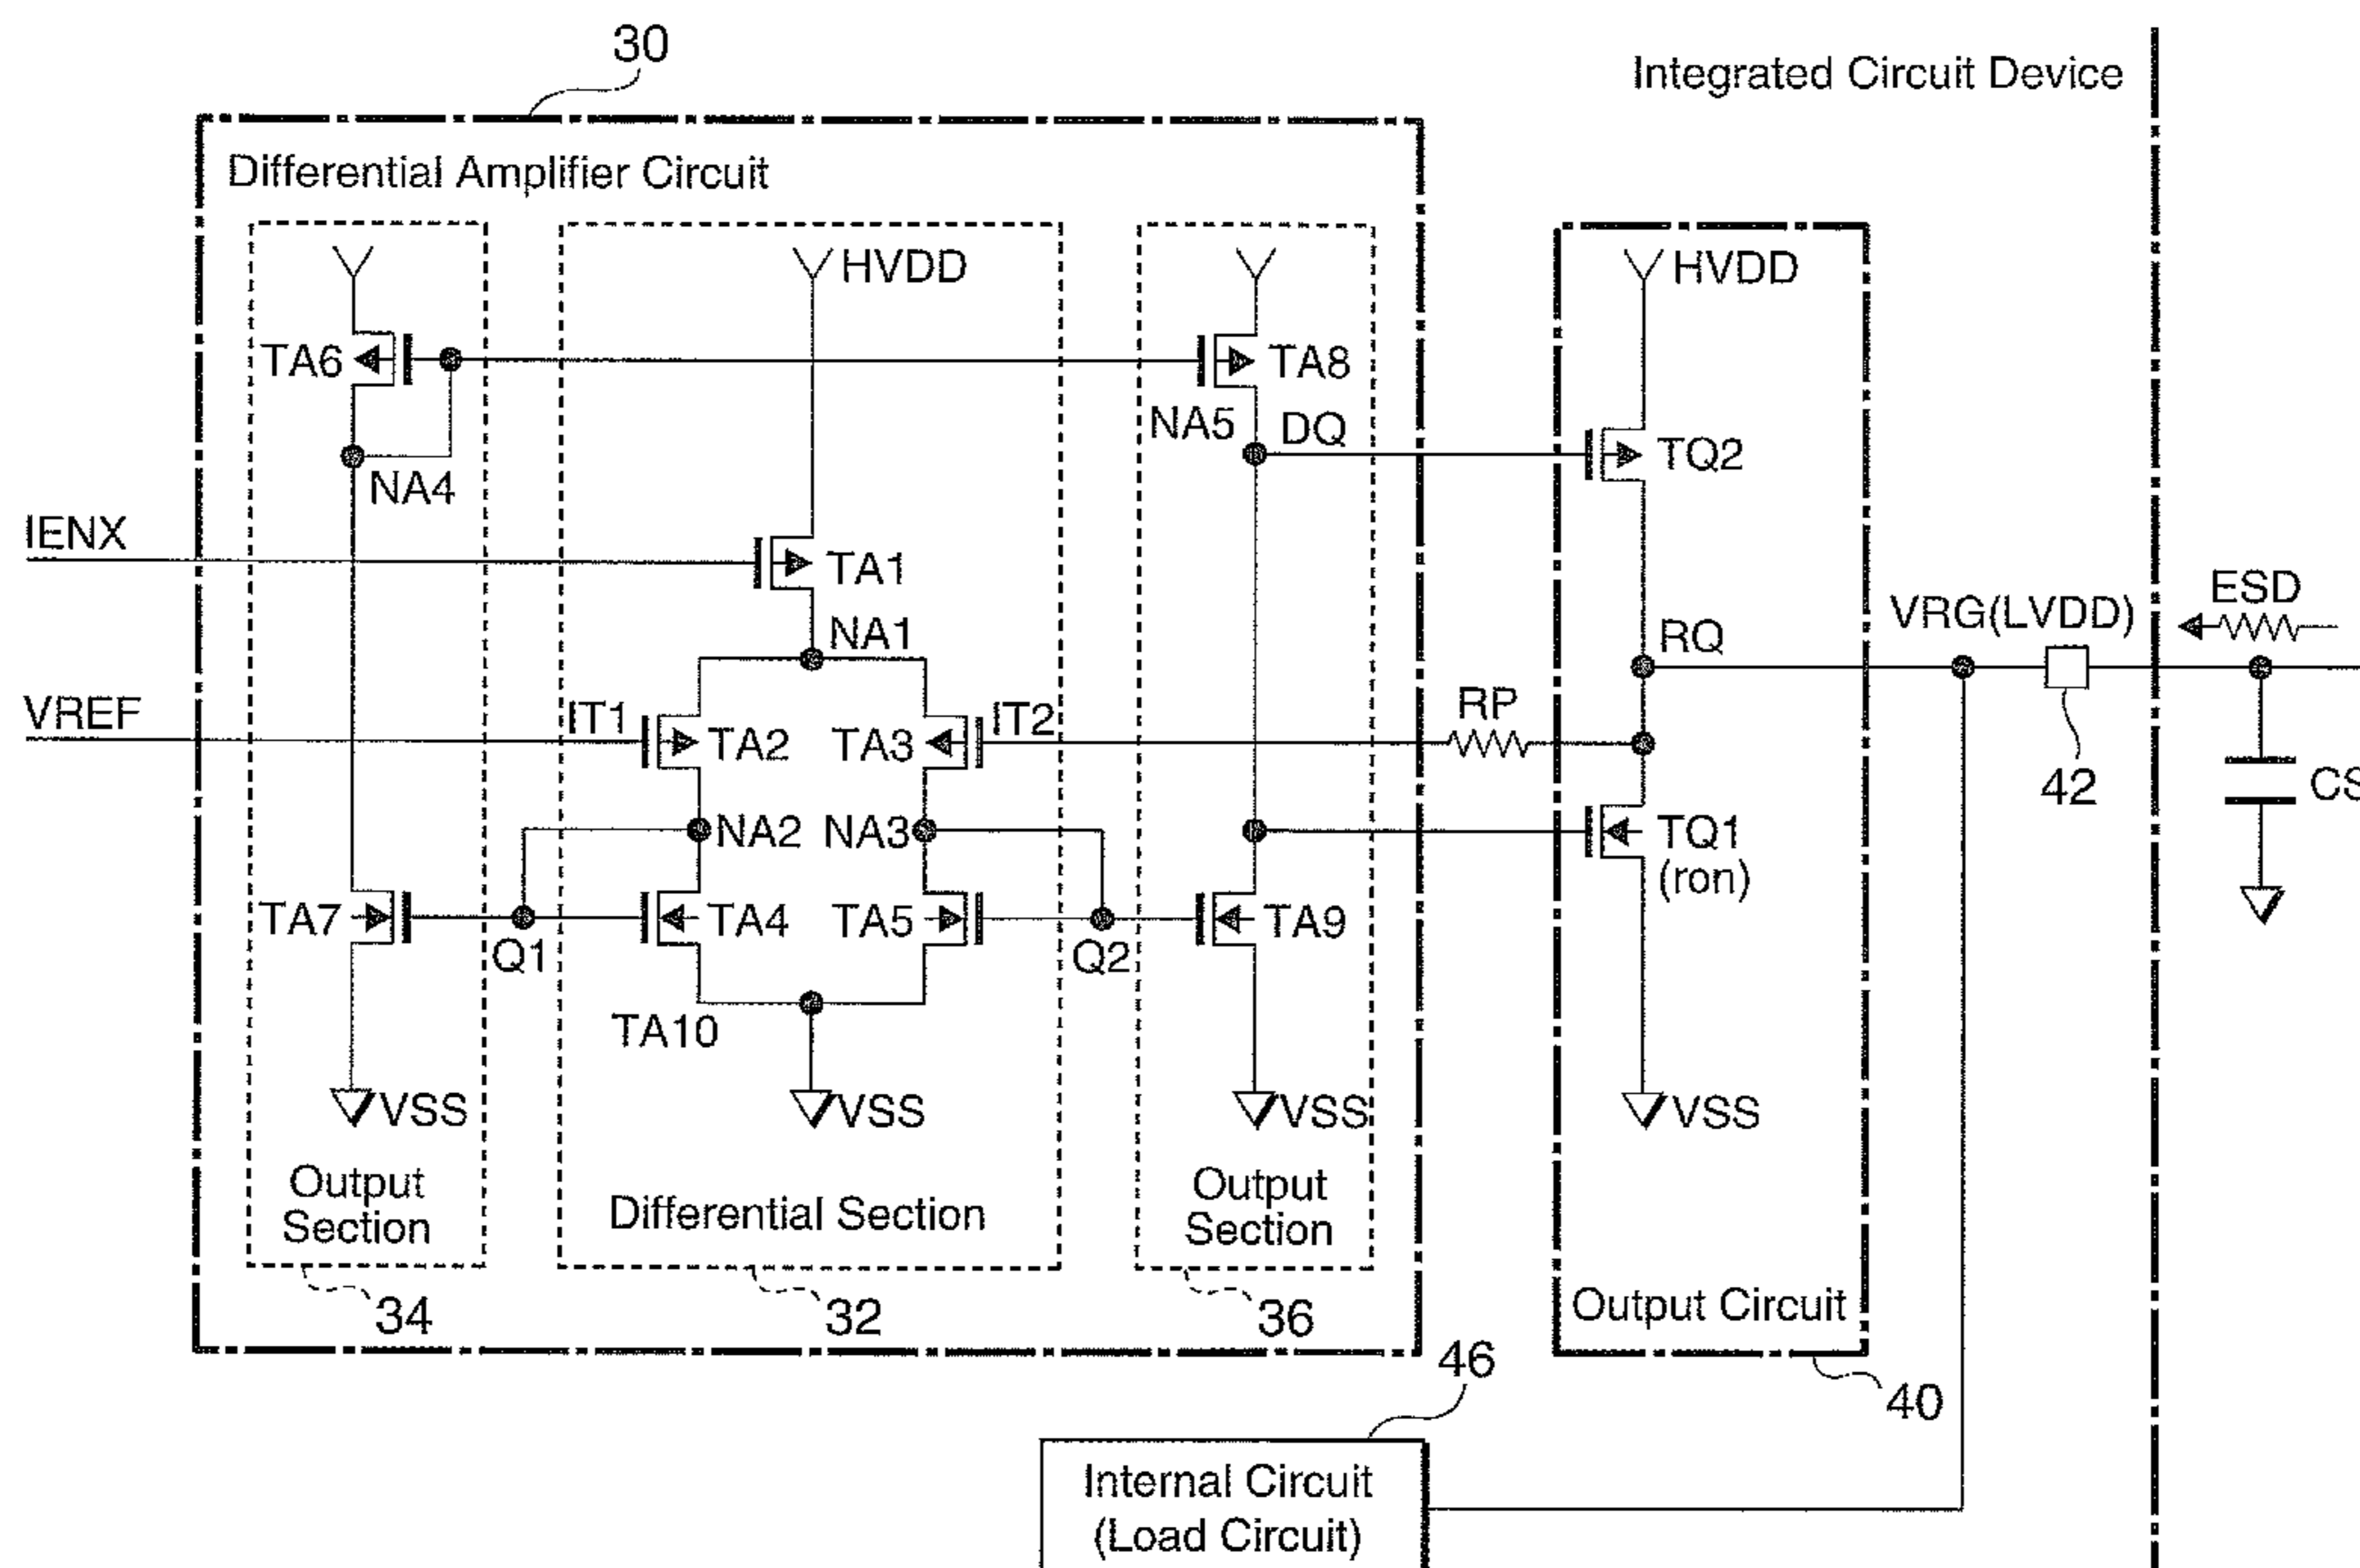 30
Integrated Circuit Device
Differential Amplifier Circuit
HVDD
HVDD
TA6
TA8
NA5
DQ
TQ2
NA4
IENX
TA1
ESD
VRG(LVDD)
NA1
RQ
VREF
IT1
TA2
TA3
IT2
RP
42
NA2
NA3
TQ1
(ron)
TA7
TA4
TA5
TA9
Q1
Q2
TA10
VSS
VSS
VSS
VSS
Output
Section
Differential Section
Output
Section
34
32
36
Output Circuit
46
40
Internal Circuit
(Load Circuit)